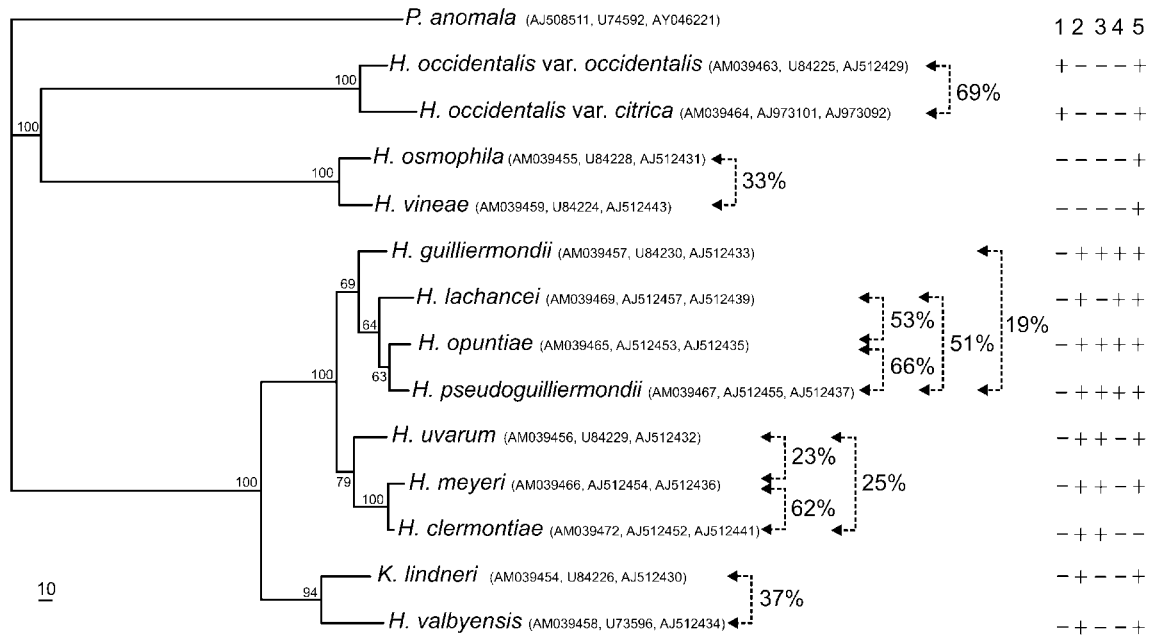 P. anomala (AJ508511, U74592, AY046221)
1 2 3 4 5
100 H. occidentalis var. occidentalis (AM039463, U84225, AJ512429) + − − − +
69%
H. occidentalis var. citrica (AM039464, AJ973101, AJ973092) + − − − +
100
100 H. osmophila (AM039455, U84228, AJ512431) − − − − +
33%
H. vineae (AM039459, U84224, AJ512443) − − − − +
H. guilliermondii (AM039457, U84230, AJ512433) − + + + +
69
H. lachancei (AM039469, AJ512457, AJ512439) − + − + +
64 53% 19%
H. opuntiae (AM039465, AJ512453, AJ512435) 51% − + + + +
100 63 66%
H. pseudoguilliermondii (AM039467, AJ512455, AJ512437) − + + + +
H. uvarum (AM039456, U84229, AJ512432) − + + − +
23%
100 79 H. meyeri (AM039466, AJ512454, AJ512436) 25% − + + − +
100 62%
H. clermontiae (AM039472, AJ512452, AJ512441) − + + − −
K. lindneri (AM039454, U84226, AJ512430) − + − − +
10 94 37%
H. valbyensis (AM039458, U73596, AJ512434) − + − − +